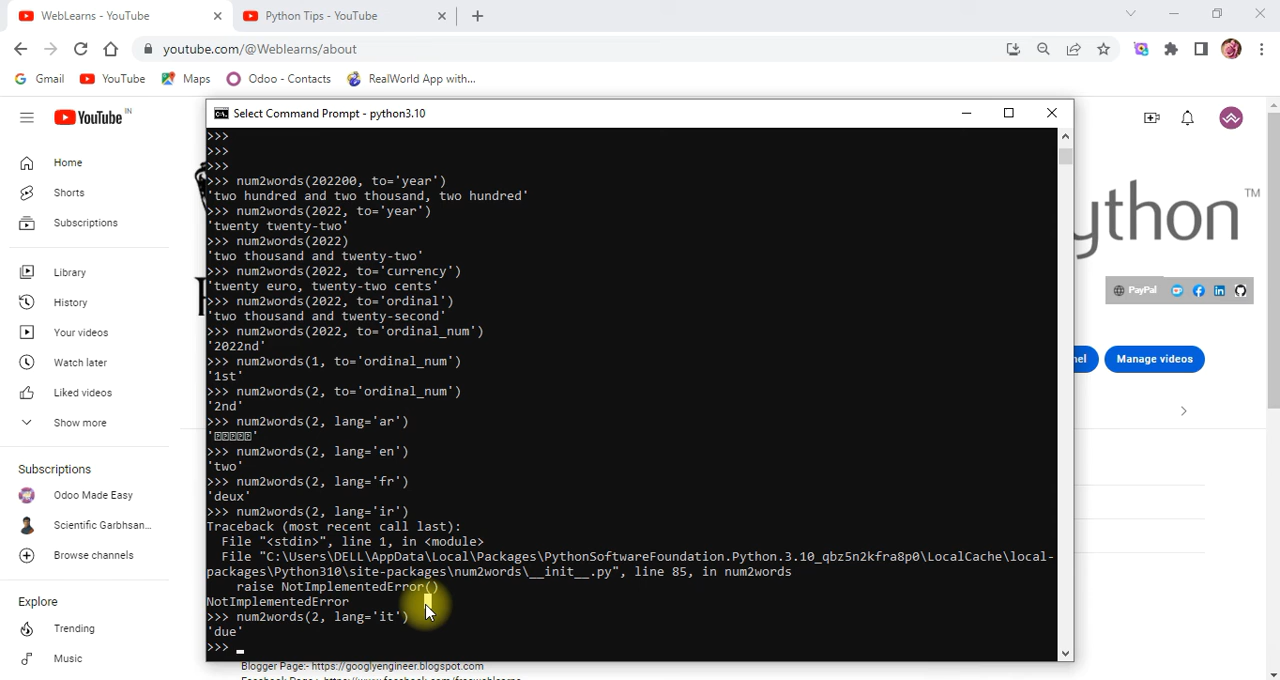 WebLearns - YouTube
Python Tips - YouTube
youtube.com/@Weblearns/about
Gmail
YouTube
Maps
Odoo - Contacts
RealWorld App with...
YouTube IN
Home
Shorts
Subscriptions
Library
History
Your videos
Watch later
Liked videos
Show more
Subscriptions
Odoo Made Easy
Scientific Garbhsan...
Browse channels
Explore
Trending
Music
Select Command Prompt - python3.10
>>>
>>>
>>>
>>> num2words(202200, to='year')
'two hundred and two thousand, two hundred'
>>> num2words(2022, to='year')
'twenty twenty-two'
>>> num2words(2022)
'two thousand and twenty-two'
>>> num2words(2022, to='currency')
'twenty euro, twenty-two cents'
>>> num2words(2022, to='ordinal')
'two thousand and twenty-second'
>>> num2words(2022, to='ordinal_num')
'2022nd'
>>> num2words(1, to='ordinal_num')
'1st'
>>> num2words(2, to='ordinal_num')
'2nd'
>>> num2words(2, lang='ar')
>>> num2words(2, lang='en')
'two'
>>> num2words(2, lang='fr')
'deux'
>>> num2words(2, lang='ir')
Traceback (most recent call last):
File "<stdin>", line 1, in <module>
File "C:\Users\DELL\AppData\Local\Packages\PythonSoftwareFoundation.Python.3.10_qbz5n2kfra8p0\LocalCache\local-
packages\Python310\site-packages\num2words\__init__.py", line 85, in num2words
raise NotImplementedError()
NotImplementedError
>>> num2words(2, lang='it')
'due'
>>>
ython TM
PayPal
nel
Manage videos
Blogger Page:- https://googlyengineer.blogspot.com